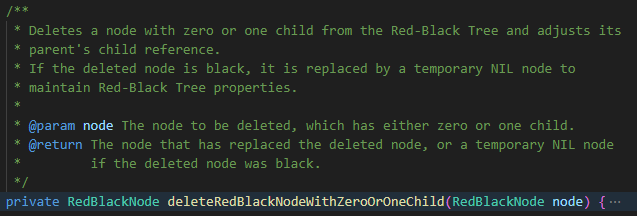 /**
 * Deletes a node with zero or one child from the Red-Black Tree and adjusts its
 * parent's child reference.
 * If the deleted node is black, it is replaced by a temporary NIL node to
 * maintain Red-Black Tree properties.
 *
 * @param node The node to be deleted, which has either zero or one child.
 * @return The node that has replaced the deleted node, or a temporary NIL node
 *         if the deleted node was black.
 */
private RedBlackNode deleteRedBlackNodeWithZeroOrOneChild(RedBlackNode node) {⋯